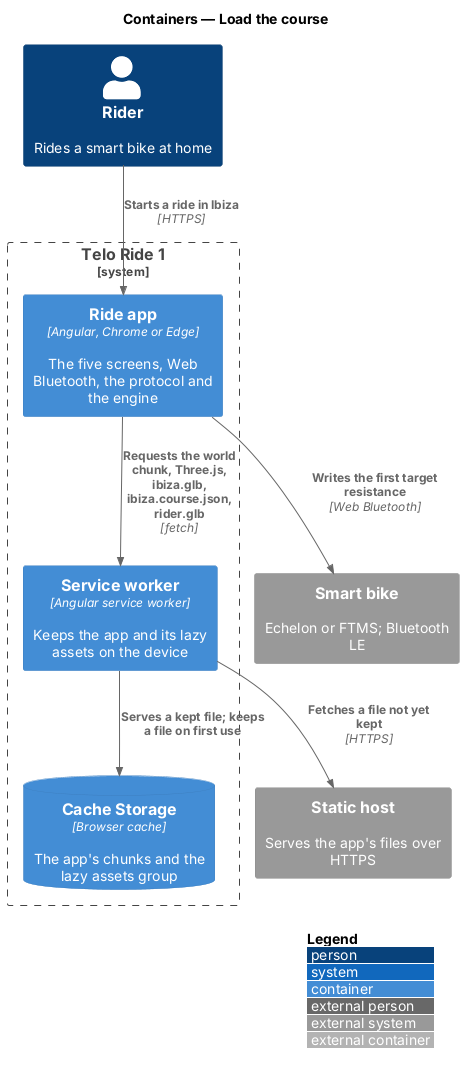 Containers — Load the course
Rider
Rides a smart bike at home
Starts a ride in Ibiza
[HTTPS]
Telo Ride 1
[system]
Ride app
[Angular, Chrome or Edge]
The five screens, Web
Bluetooth, the protocol and
the engine
Requests the world
chunk, Three.js,
ibiza.glb,
ibiza.course.json,
rider.glb
[fetch]
Writes the first target
resistance
[Web Bluetooth]
Service worker
[Angular service worker]
Keeps the app and its lazy
assets on the device
Smart bike
Echelon or FTMS; Bluetooth
LE
Serves a kept file; keeps
a file on first use
Fetches a file not yet
kept
[HTTPS]
Cache Storage
[Browser cache]
The app's chunks and the
lazy assets group
Static host
Serves the app's files over
HTTPS
Legend
person
system
container
external person
external system
external container